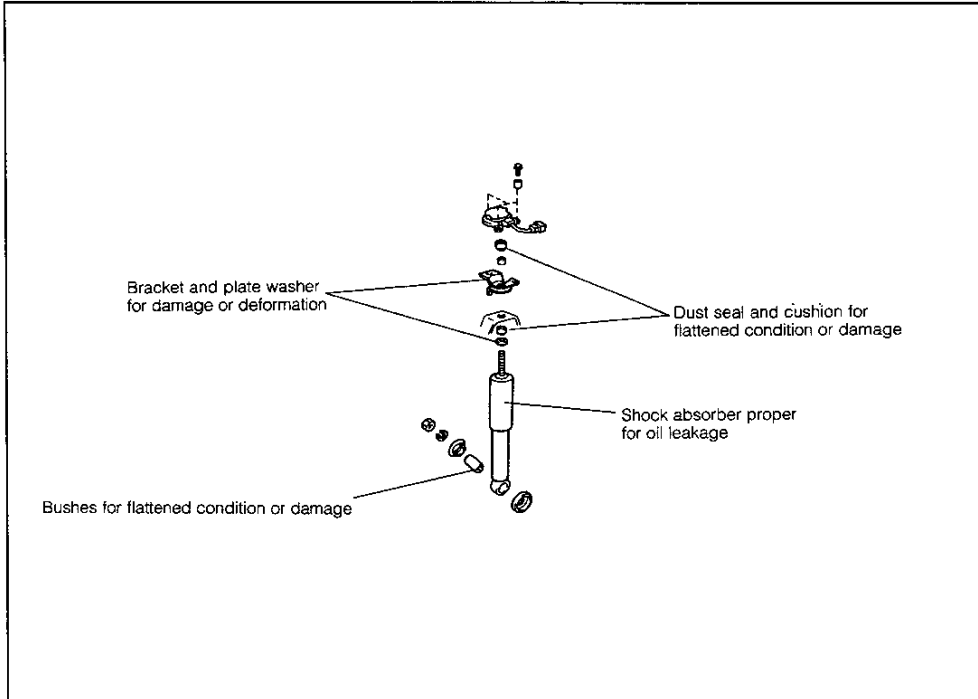 Bracket and plate washer
for damage or deformation
Dust seal and cushion for
flattened condition or damage
Shock absorber proper
for oil leakage
Bushes for flattened condition or damage